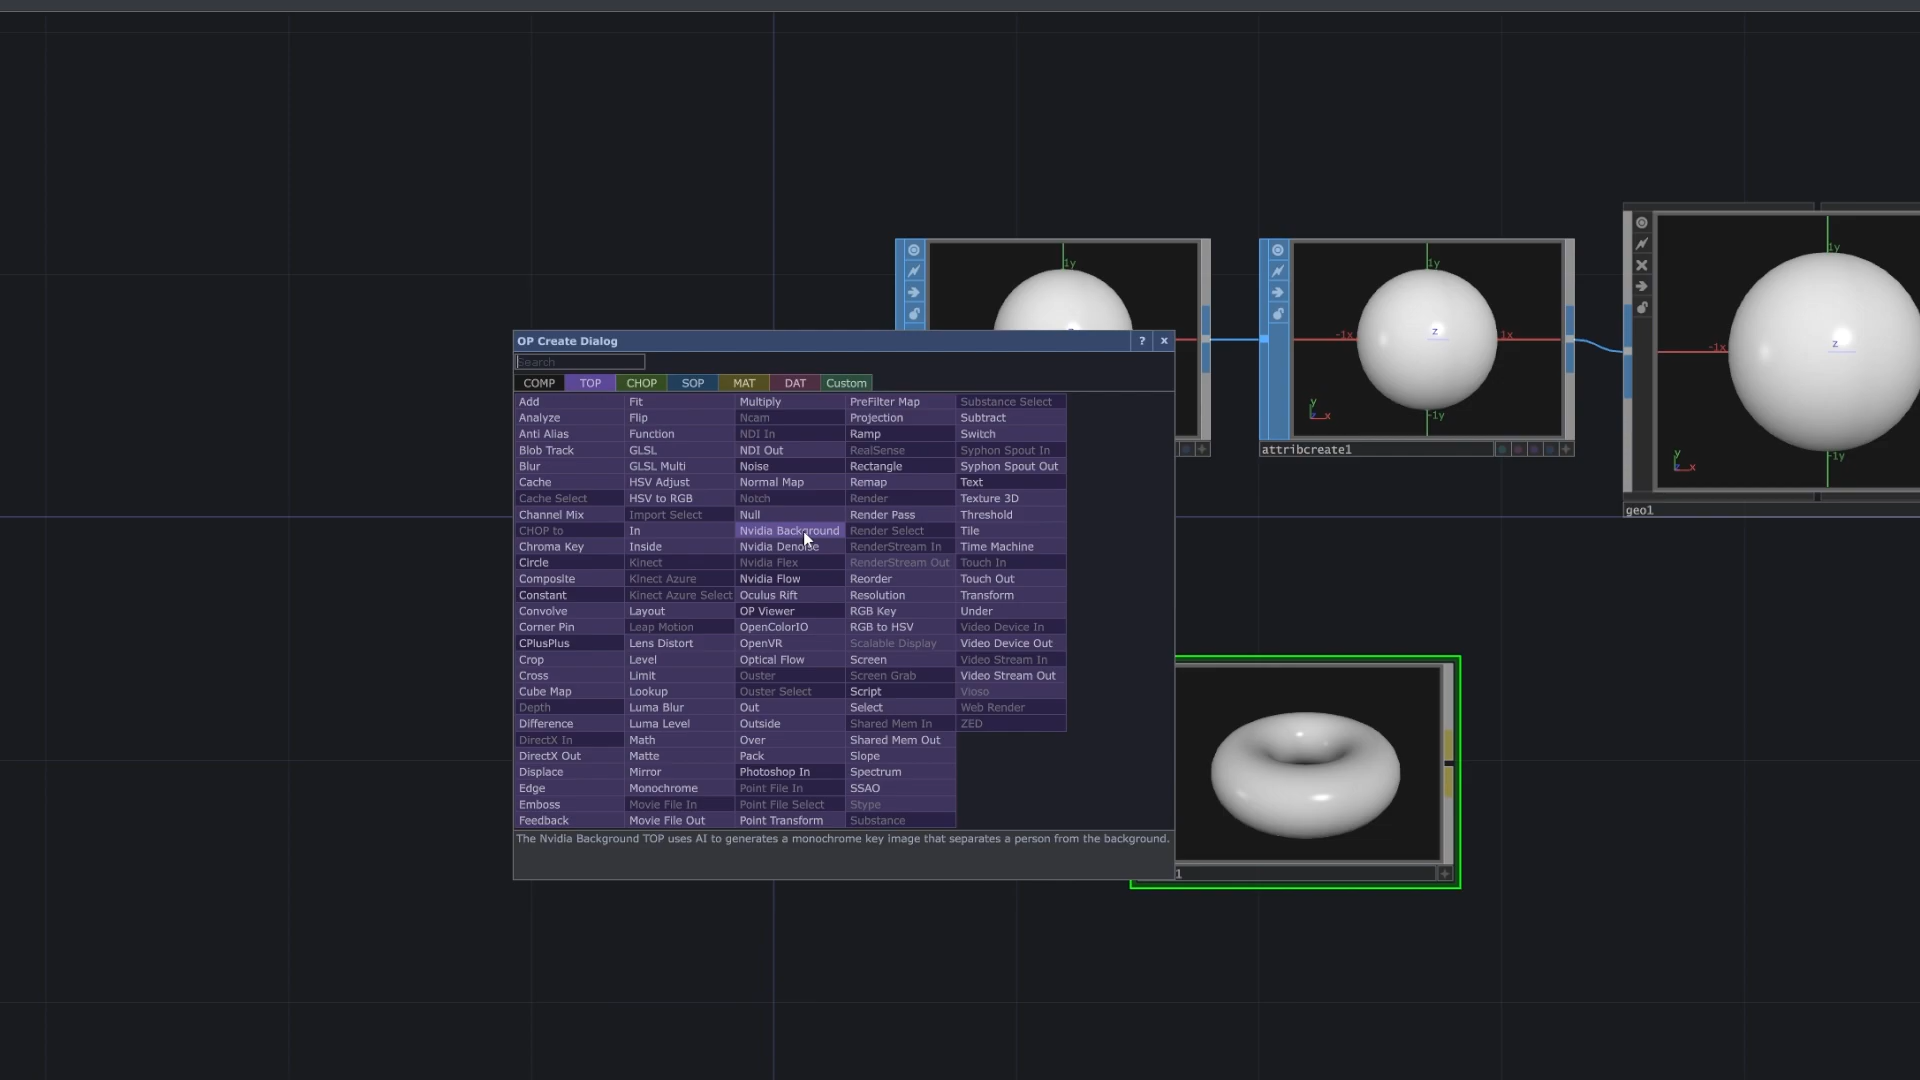 1y
1y
1y
OP Create Dialog ? x
Search
z
-1x z 1x
-1x z
COMP TOP CHOP SOP MAT DAT Custom
Add Fit Multiply PreFilter Map Substance Select
Analyze Flip Ncam Projection Subtract
Anti Alias Function NDI In Ramp Switch
Blob Track GLSL NDI Out RealSense Syphon Spout In
Blur GLSL Multi Noise Rectangle Syphon Spout Out
Cache HSV Adjust Normal Map Remap Text
Cache Select HSV to RGB Notch Render Texture 3D
Channel Mix Import Select Null Render Pass Threshold
CHOP to In Nvidia Background Render Select Tile
Chroma Key Inside Nvidia Denoise RenderStream In Time Machine
Circle Kinect Nvidia Flex RenderStream Out Touch In
Composite Kinect Azure Nvidia Flow Reorder Touch Out
Constant Kinect Azure Select Oculus Rift Resolution Transform
Convolve Layout OP Viewer RGB Key Under
Corner Pin Leap Motion OpenColorIO RGB to HSV Video Device In
CPlusPlus Lens Distort OpenVR Scalable Display Video Device Out
Crop Level Optical Flow Screen Video Stream In
Cross Limit Ouster Screen Grab Video Stream Out
Cube Map Lookup Ouster Select Script Vioso
Depth Luma Blur Out Select Web Render
Difference Luma Level Outside Shared Mem In ZED
DirectX In Math Over Shared Mem Out
DirectX Out Matte Pack Slope
Displace Mirror Photoshop In Spectrum
Edge Monochrome Point File In SSAO
Emboss Movie File In Point File Select Stype
Feedback Movie File Out Point Transform Substance
The Nvidia Background TOP uses AI to generates a monochrome key image that separates a person from the background.
y
x
-1y
attribcreate1
y
x
-1y
geo1
1